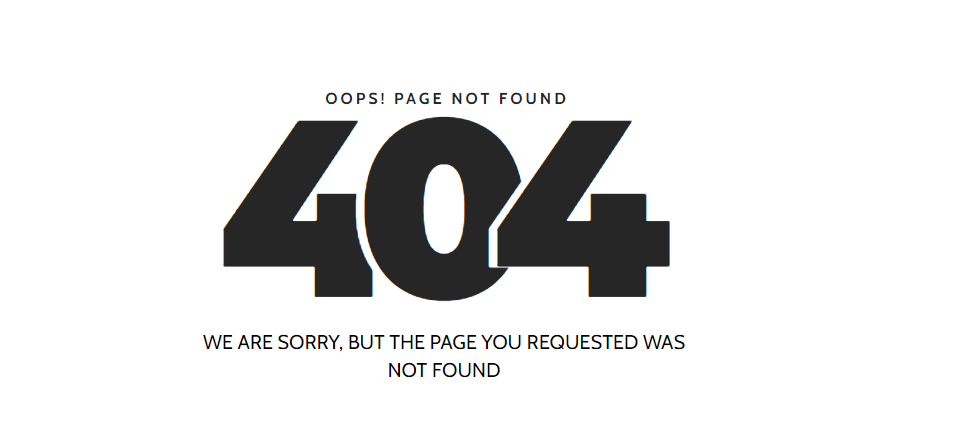 OOPS! PAGE NOT FOUND
404
WE ARE SORRY, BUT THE PAGE YOU REQUESTED WAS
NOT FOUND